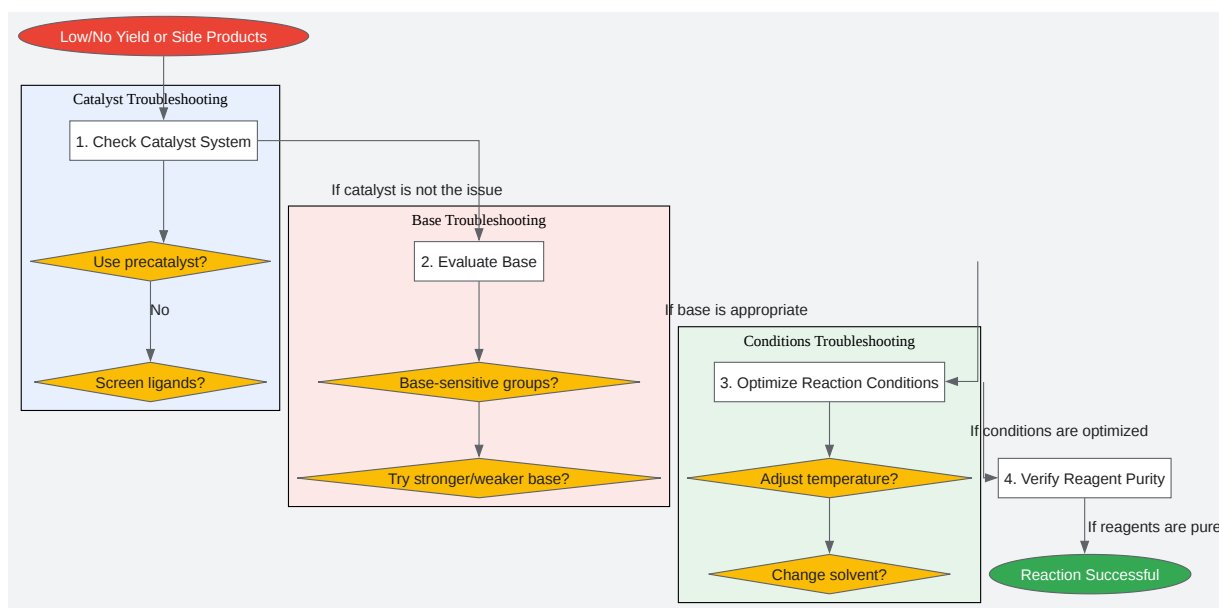 Low/No Yield or Side Products
Catalyst Troubleshooting
1. Check Catalyst System
If catalyst is not the issue
Use precatalyst?
No
Screen ligands?
Base Troubleshooting
2. Evaluate Base
If base is appropriate
Base-sensitive groups?
Try stronger/weaker base?
Conditions Troubleshooting
3. Optimize Reaction Conditions
If conditions are optimized
Adjust temperature?
Change solvent?
4. Verify Reagent Purity
If reagents are pure
Reaction Successful